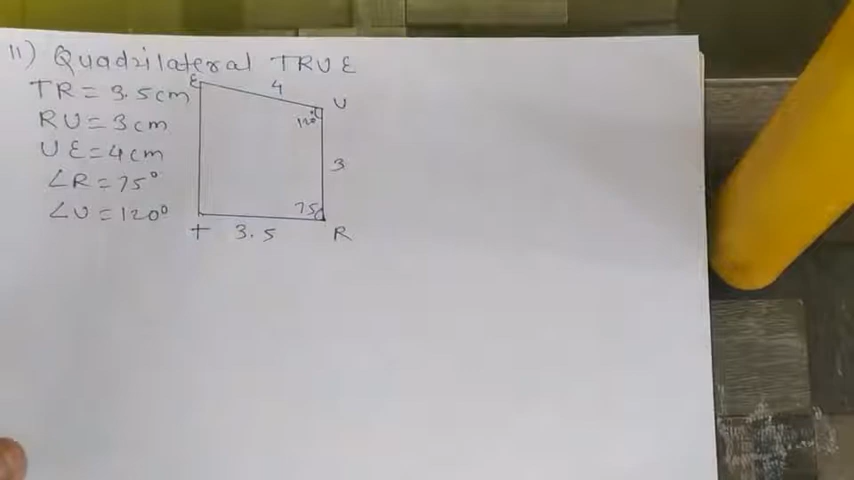 11) Quadrilateral TRUE
TR = 3.5cm
RU = 3cm
UE = 4cm
∠R = 75°
∠U = 120°
E
4
U
120°
3
75
T
3.5
R